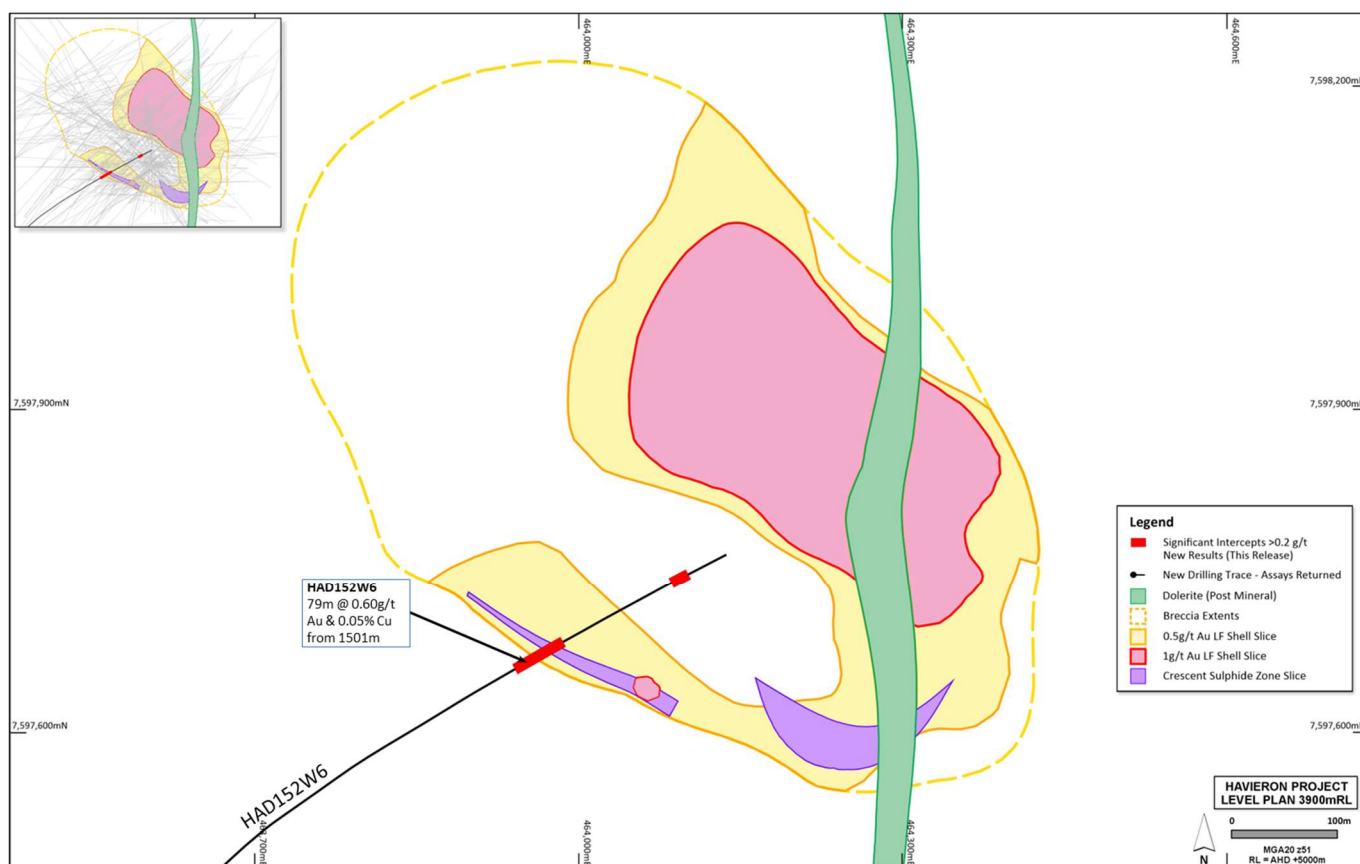 464,000mE
464,300mE
464,600mE
7,598,200mN
7,597,900mN
7,597,900mN
HAD152W6
79m @ 0.60g/t
Au & 0.05% Cu
from 1501m
7,597,600mN
7,597,600mN
HAD152W6
Legend
Significant Intercepts >0.2 g/t
New Results (This Release)
New Drilling Trace - Assays Returned
Dolerite (Post Mineral)
Breccia Extents
0.5g/t Au LF Shell Slice
1g/t Au LF Shell Slice
Crescent Sulphide Zone Slice
463,700mE
464,000mE
464,300mE
HAVIERON PROJECT
LEVEL PLAN 3900mRL
0 100m
MGA20 z51
RL = AHD +5000m
N